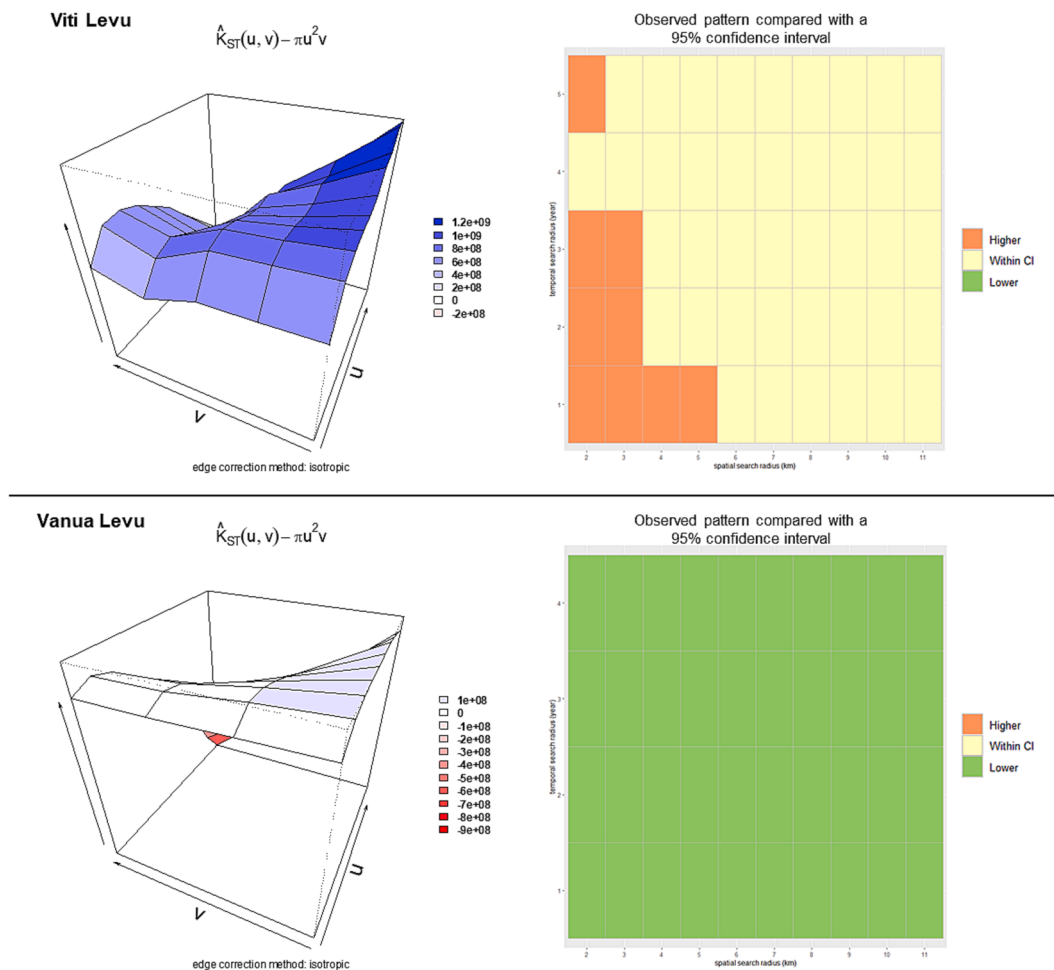 Viti Levu
K̂ST(u, v) – πu²v
1.2e+09
1e+09
8e+08
6e+08
4e+08
2e+08
0
-2e+08
v
u
edge correction method: isotropic
Observed pattern compared with a
95% confidence interval
temporal search radius (year)
5
4
3
2
1
2 3 4 5 6 7 8 9 10 11
spatial search radius (km)
Higher
Within CI
Lower
Vanua Levu
K̂ST(u, v) – πu²v
1e+08
0
-1e+08
-2e+08
-3e+08
-4e+08
-5e+08
-6e+08
-7e+08
-8e+08
-9e+08
v
u
edge correction method: isotropic
Observed pattern compared with a
95% confidence interval
temporal search radius (year)
4
3
2
1
2 3 4 5 6 7 8 9 10 11
spatial search radius (km)
Higher
Within CI
Lower